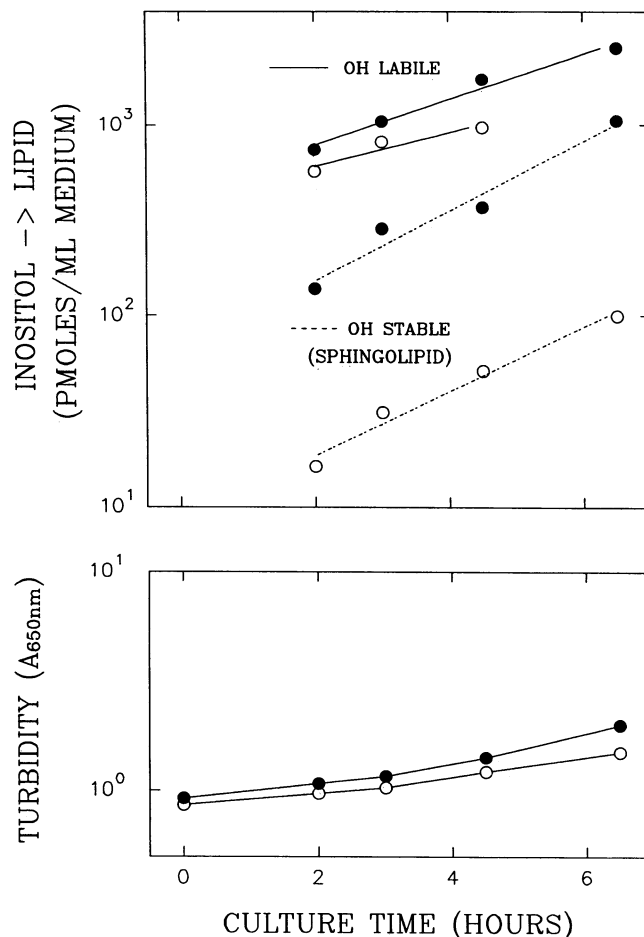 INOSITOL -> LIPID
(PMOLES/ML MEDIUM)
10³
10²
10¹
OH LABILE
OH STABLE
(SPHINGOLIPID)
TURBIDITY (A650nm)
10¹
10⁰
0 2 4 6
CULTURE TIME (HOURS)